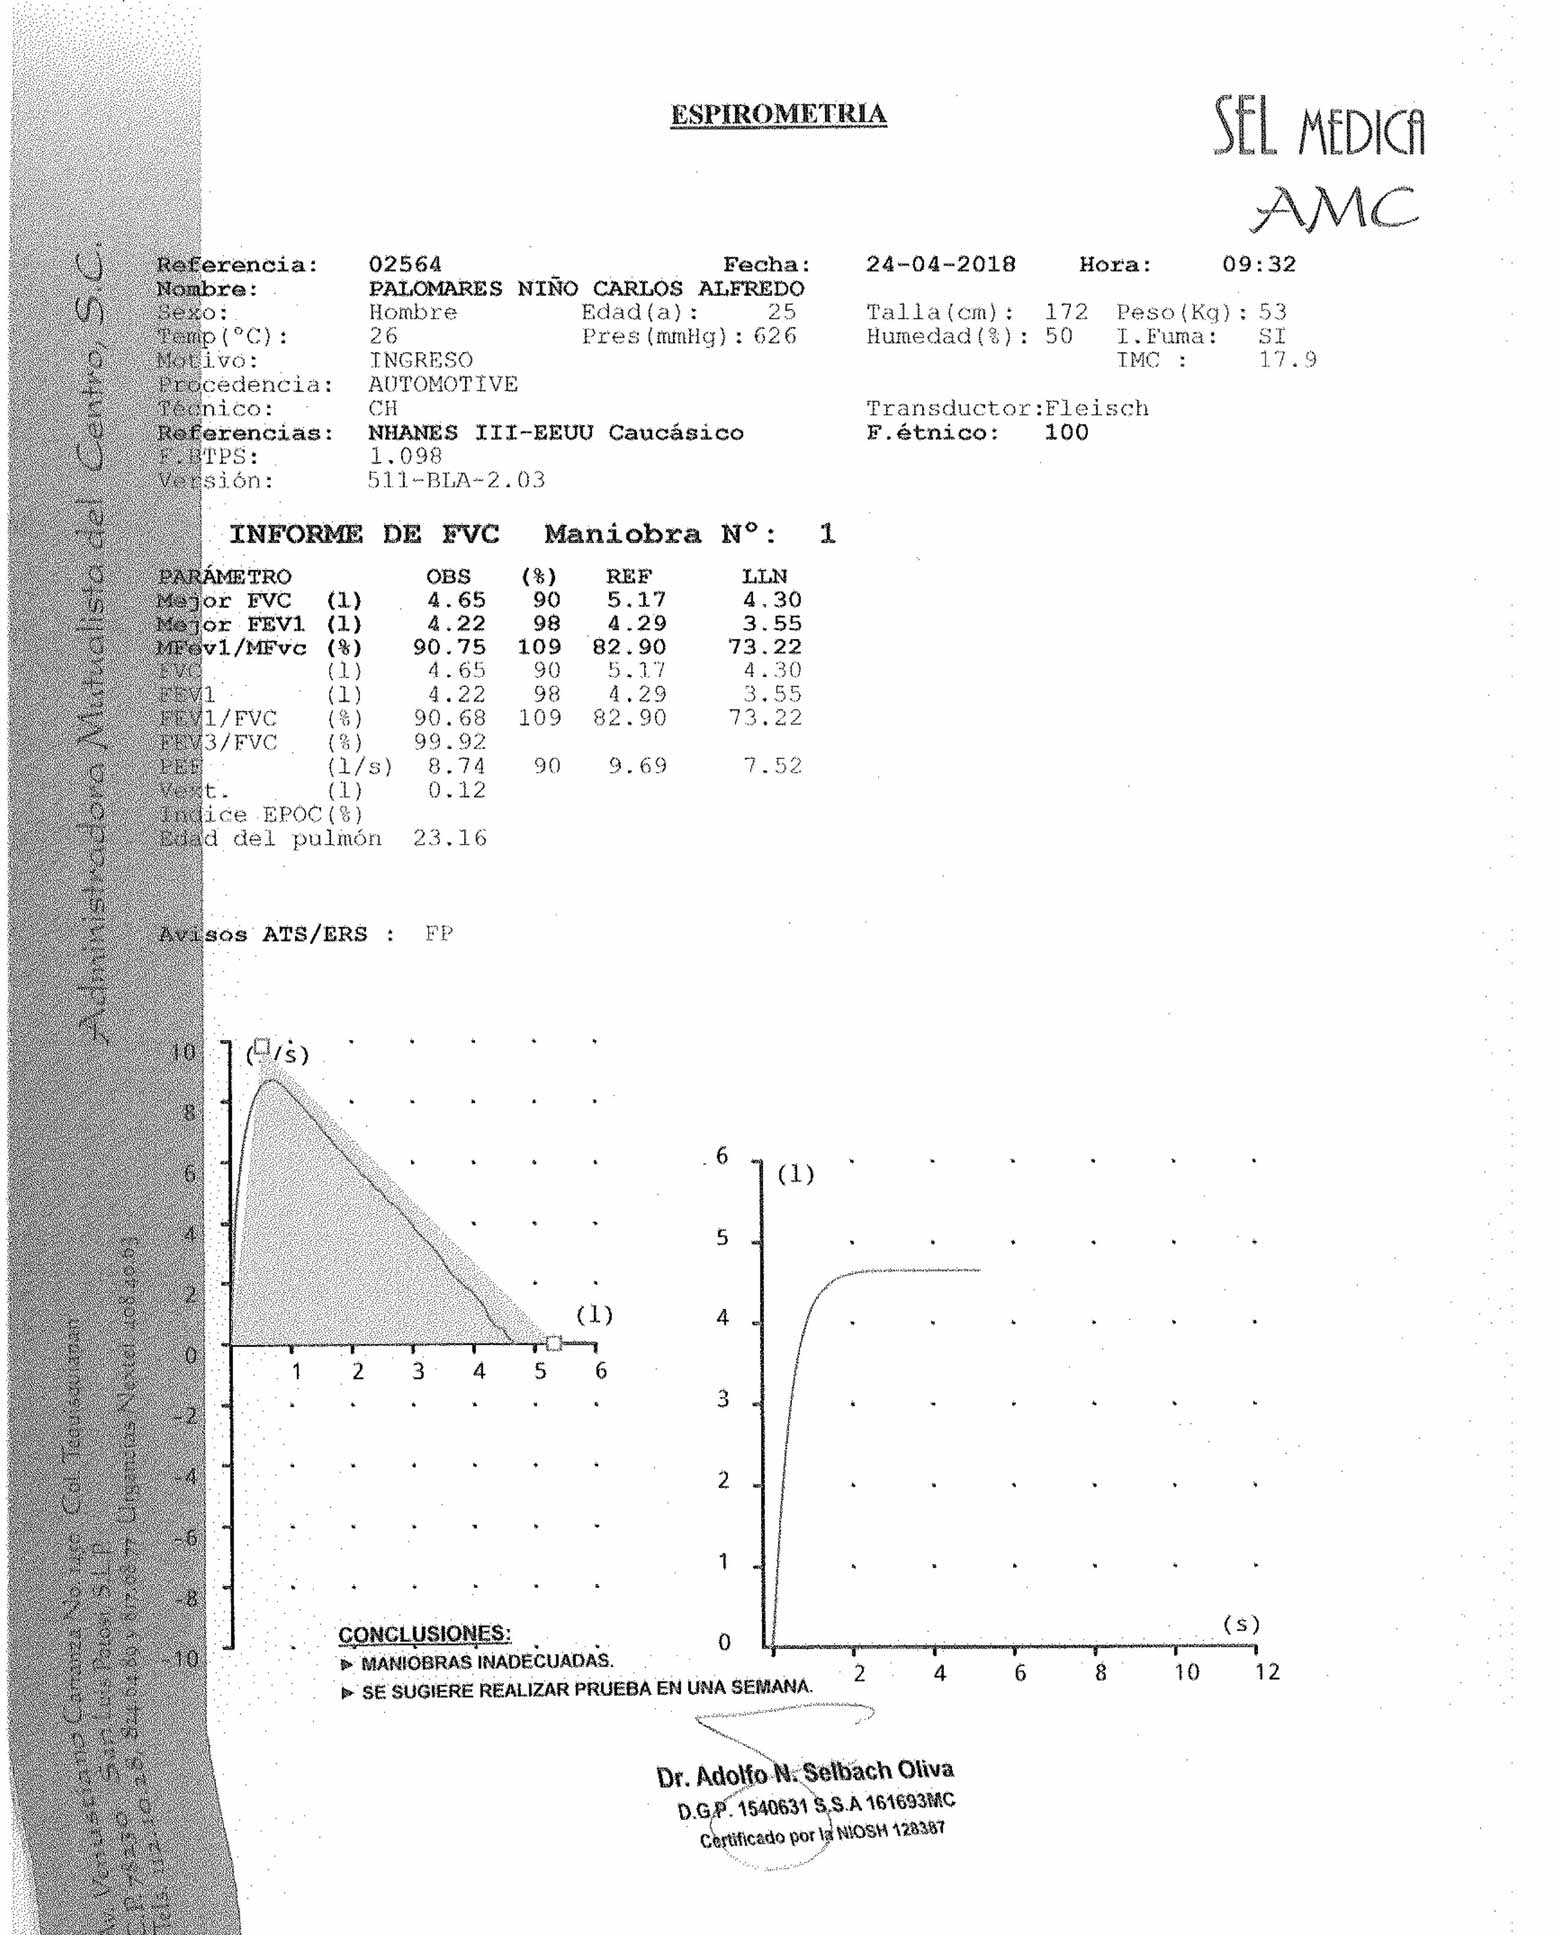 ESPIROMETRIA
SEL MEDICA
AMC
Referencia: 02564 Fecha: 24-04-2018 Hora: 09:32
Nombre: PALOMARES NIÑO CARLOS ALFREDO
Sexo: Hombre Edad(a): 25 Talla(cm): 172 Peso(Kg): 53
Temp(°C): 26 Pres(mmHg): 626 Humedad(%): 50 I.Fuma: SI
Motivo: INGRESO IMC : 17.9
Procedencia: AUTOMOTIVE
Técnico: CH Transductor:Fleisch
Referencias: NHANES III-EEUU Caucásico F.étnico: 100
F.BTPS: 1.098
Versión: 511-BLA-2.03
INFORME DE FVC Maniobra N°: 1
PARÁMETRO OBS (%) REF LLN
Mejor FVC (l) 4.65 90 5.17 4.30
Mejor FEV1 (l) 4.22 98 4.29 3.55
MFev1/MFvc (%) 90.75 109 82.90 73.22
FVC (l) 4.65 90 5.17 4.30
FEV1 (l) 4.22 98 4.29 3.55
FEV1/FVC (%) 90.68 109 82.90 73.22
FEV3/FVC (%) 99.92
PEF (l/s) 8.74 90 9.69 7.52
Vext. (l) 0.12
Indice EPOC(%)
Edad del pulmón 23.16
Avisos ATS/ERS : FP
10
8
6
4
2
0
-2
-4
-6
-8
-10
( /s)
(l)
1 2 3 4 5 6
6
5
4
3
2
1
0
(l)
(s)
2 4 6 8 10 12
CONCLUSIONES:
▶ MANIOBRAS INADECUADAS.
▶ SE SUGIERE REALIZAR PRUEBA EN UNA SEMANA.
Dr. Adolfo N. Selbach Oliva
D.G.P. 1540631 S.S.A 161693MC
Certificado por la NIOSH 128387
Administradora Mutualista del Centro, S.C.
Av. Venustiano Carranza No. Col. Tequisquiapan
C.P. 78230 San Luis Potosí, S.L.P.
Tels. 112.10.28, y 817.08.77 Urgencias Nextel